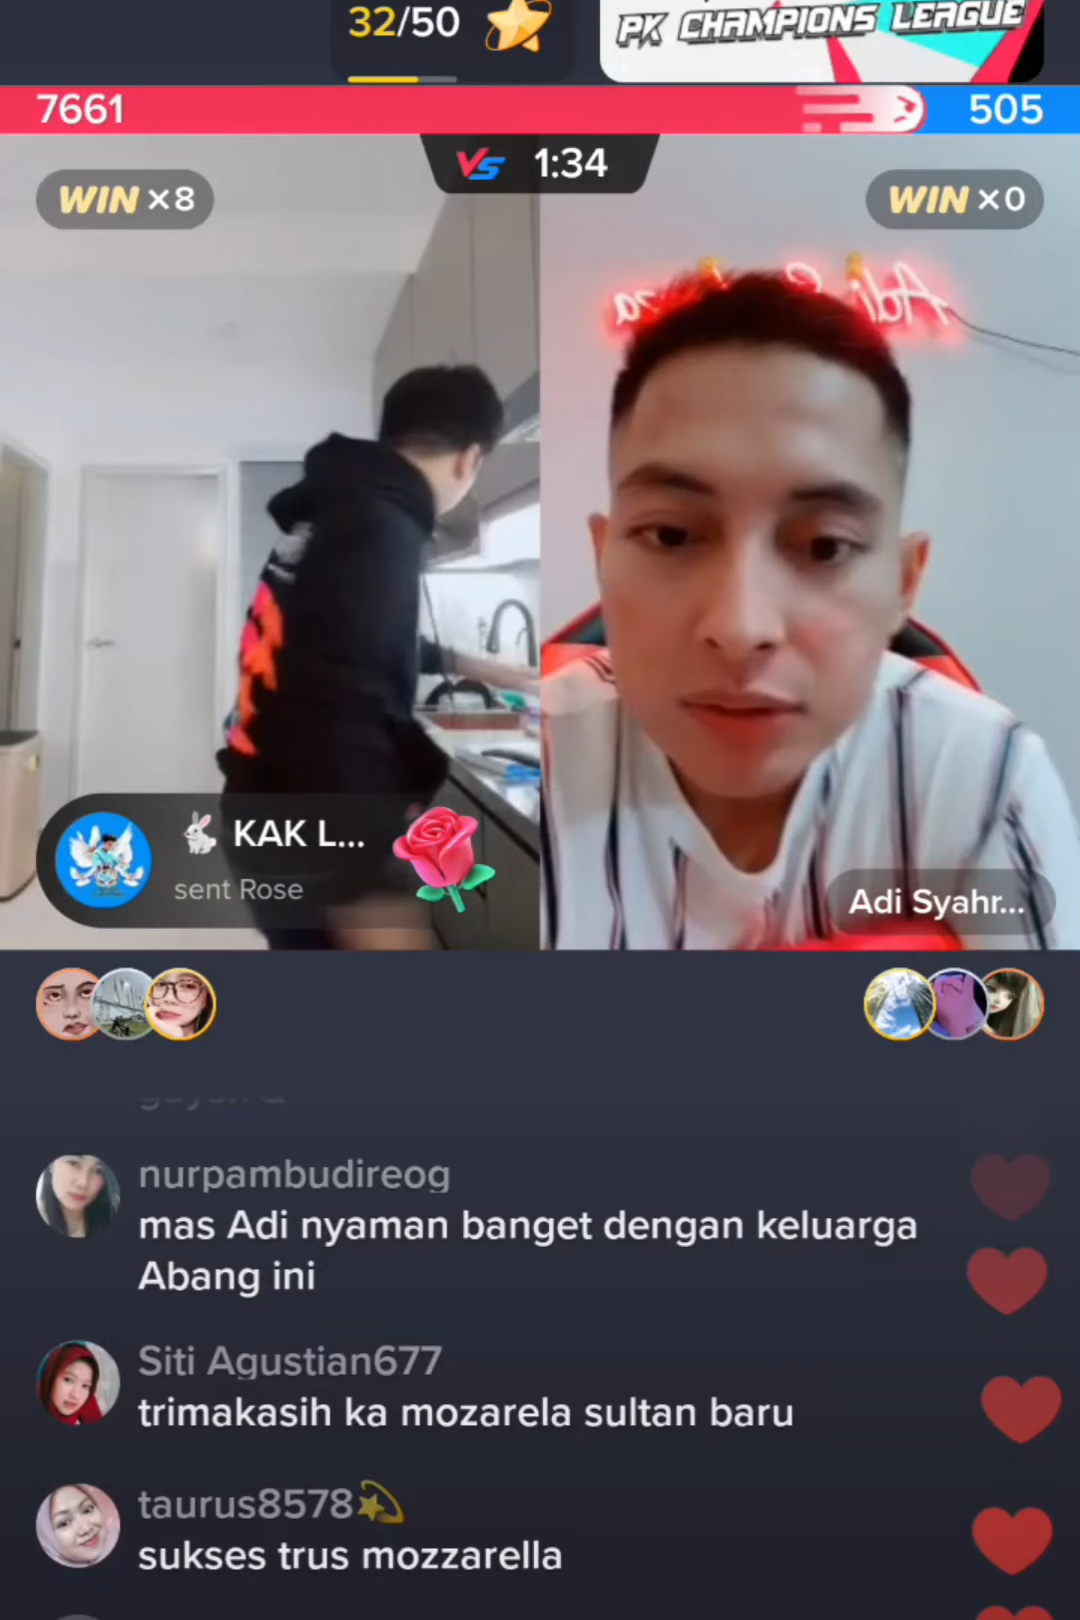 32/50
PK CHAMPIONS LEAGUE
7661
505
VS 1:34
WIN ×8
WIN ×0
Adi
KAK L...
sent Rose
Adi Syahr...
nurpambudireog
mas Adi nyaman banget dengan keluarga
Abang ini
Siti Agustian677
trimakasih ka mozarela sultan baru
taurus8578
sukses trus mozzarella